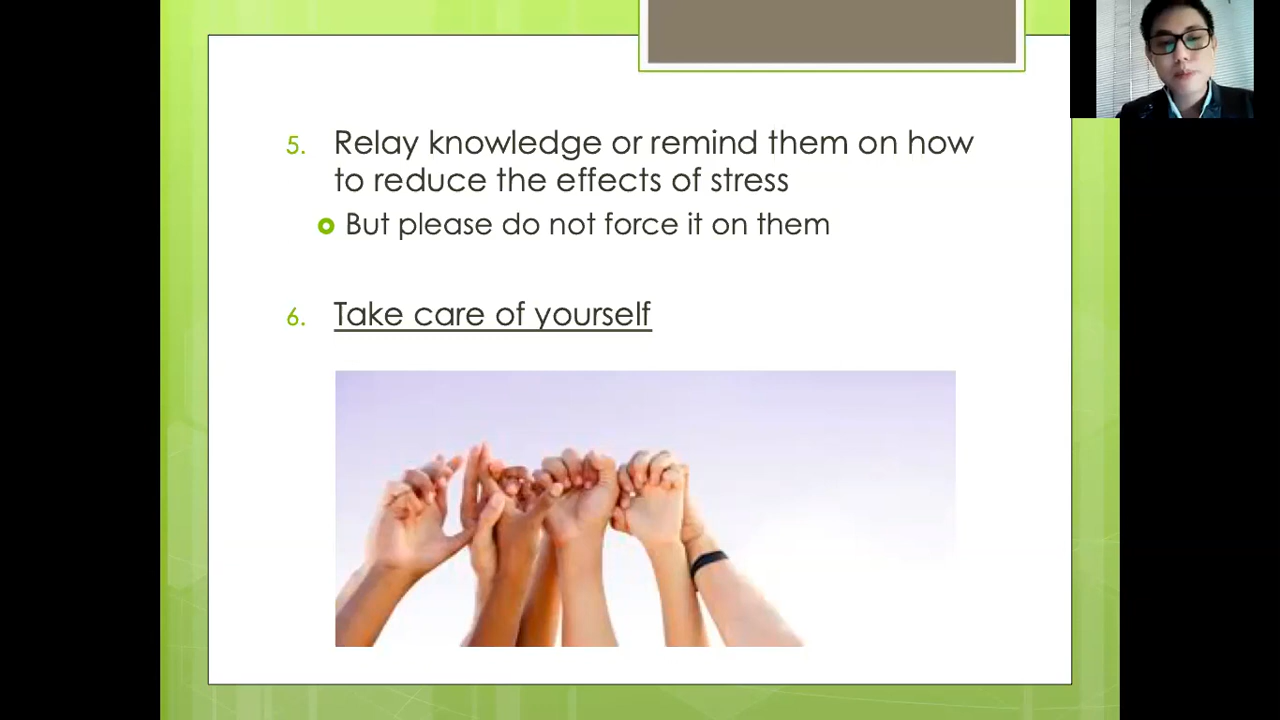 5. Relay knowledge or remind them on how
to reduce the effects of stress
But please do not force it on them
6. Take care of yourself